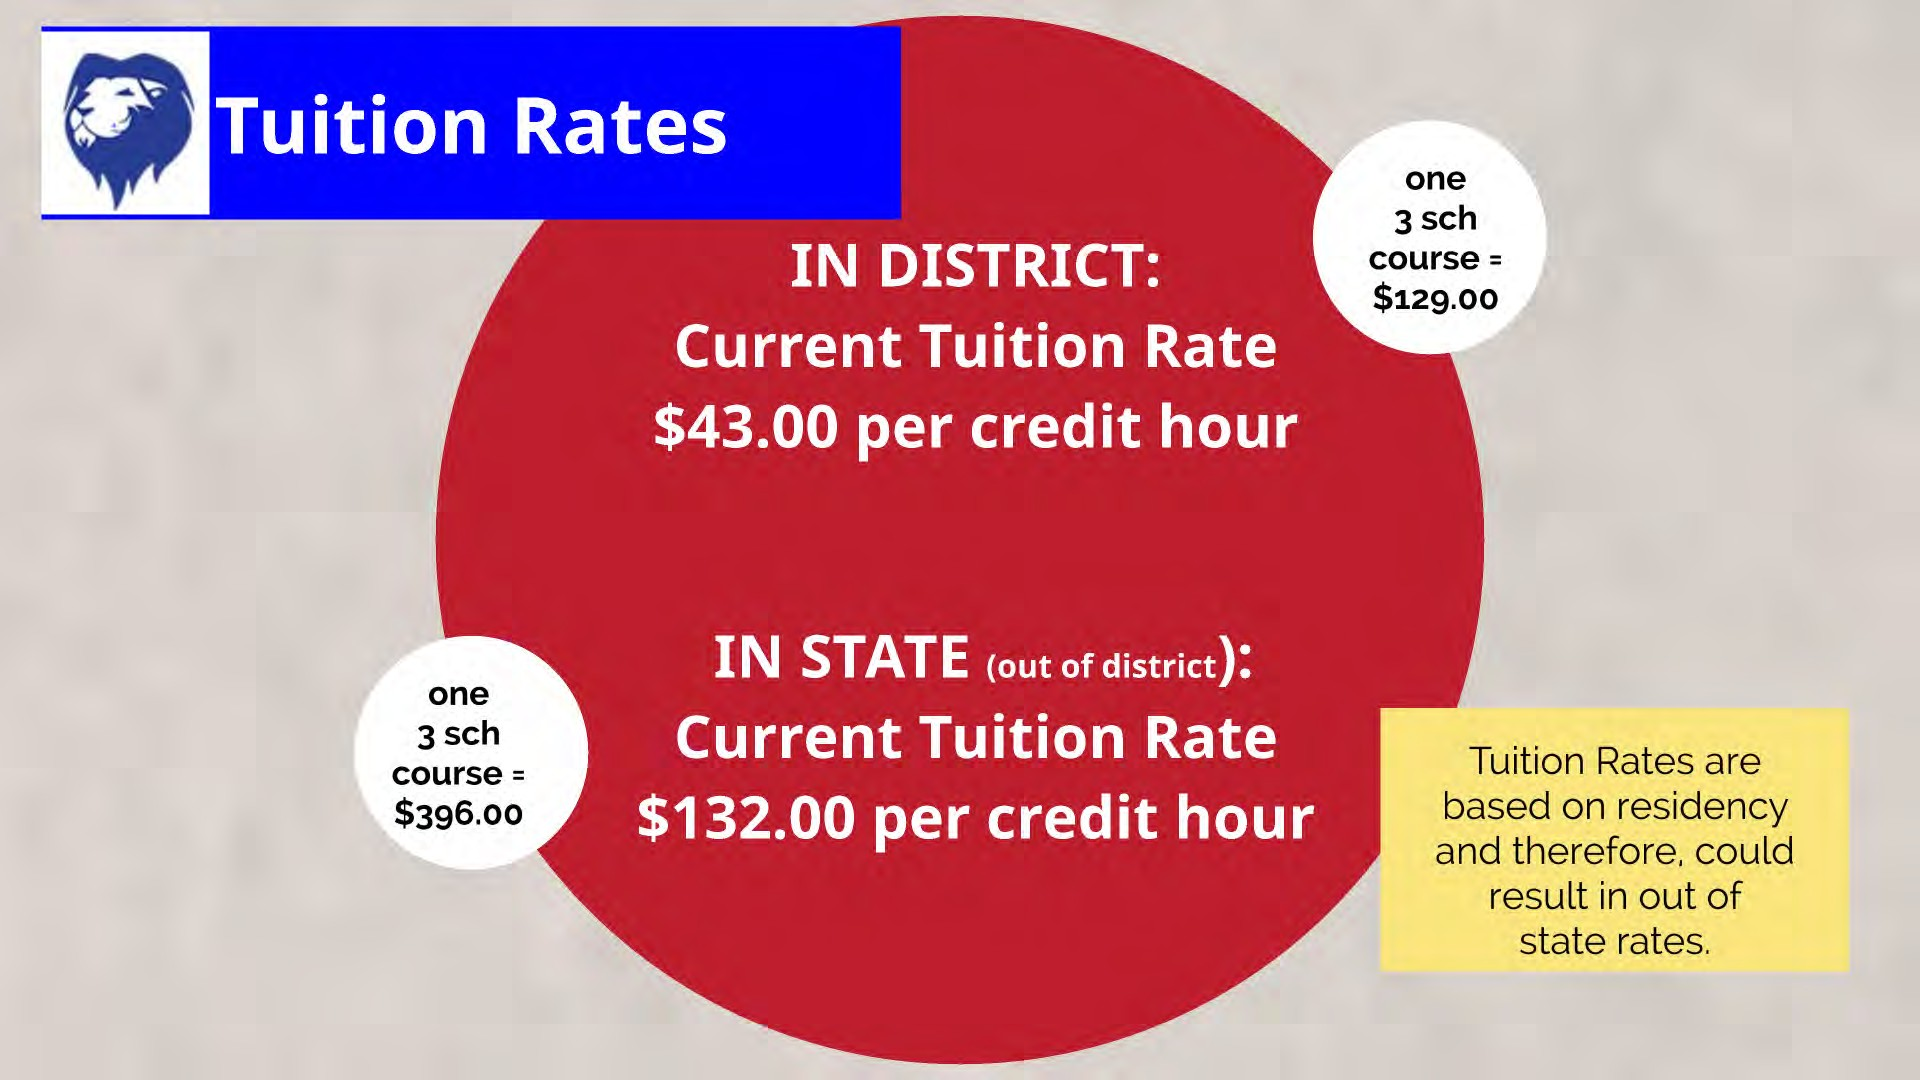 Tuition Rates
one
3 sch
course =
$129.00
IN DISTRICT:
Current Tuition Rate
$43.00 per credit hour
IN STATE (out of district):
Current Tuition Rate
$132.00 per credit hour
one
3 sch
course =
$396.00
Tuition Rates are
based on residency
and therefore, could
result in out of
state rates.